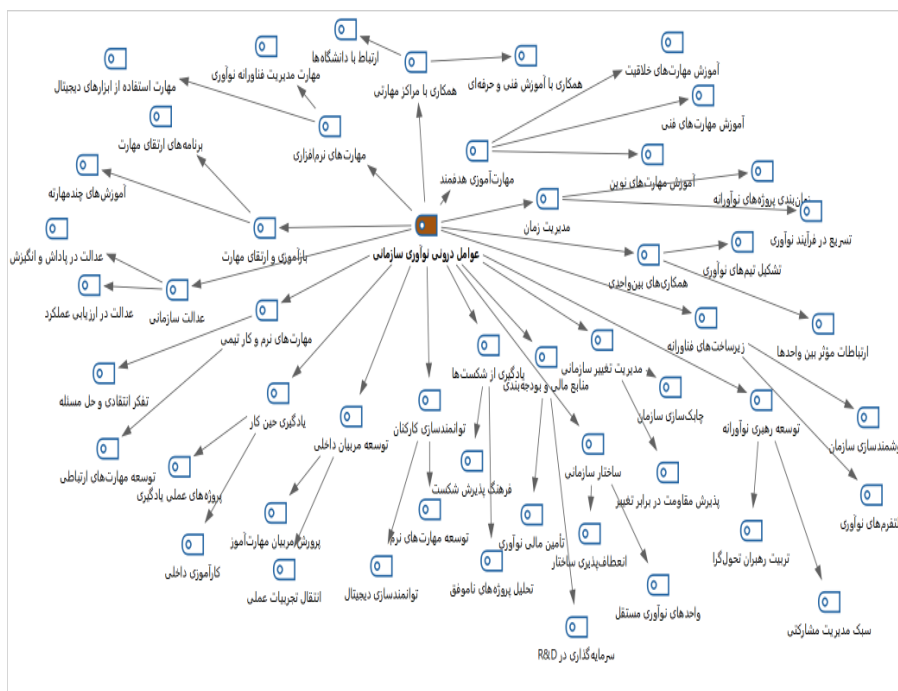 ارتباط با دانشگاه‌ها
مهارت مدیریت فناورانه نوآوری
مهارت استفاده از ابزارهای دیجیتال
همکاری با مراکز مهارتی
همکاری با آموزش فنی و حرفه‌ای
آموزش مهارت‌های خلاقیت
آموزش مهارت‌های فنی
برنامه‌های ارتقای مهارت
مهارت‌های نرم‌افزاری
مهارت‌آموزی هدفمند
آموزش مهارت‌های نوین
زمان‌بندی پروژه‌های نوآورانه
آموزش‌های چندمهارته
مدیریت زمان
تسریع در فرآیند نوآوری
عوامل درونی نوآوری سازمانی
بازآموزی و ارتقای مهارت
عدالت در پاداش و انگیزش
همکاری‌های بین‌واحدی
تشکیل تیم‌های نوآوری
عدالت در ارزیابی عملکرد
عدالت سازمانی
مهارت‌های نرم و کار تیمی
زیرساخت‌های فناورانه
ارتباطات مؤثر بین واحدها
یادگیری از شکست‌ها
منابع مالی و بودجه‌بندی
مدیریت تغییر سازمانی
تفکر انتقادی و حل مسئله
یادگیری حین کار
چابک‌سازی سازمان
توسعه رهبری نوآورانه
توانمندسازی کارکنان
توسعه مربیان داخلی
وشمندسازی سازمان
توسعه مهارت‌های ارتباطی
پروژه‌های عملی یادگیری
ساختار سازمانی
فرهنگ پذیرش شکست
پذیرش مقاومت در برابر تغییر
تفرم‌های نوآوری
پرورش مربیان مهارت‌آموز
توسعه مهارت‌های نرم
تأمین مالی نوآوری
انعطاف‌پذیری ساختار
تربیت رهبران تحول‌گرا
کارآموزی داخلی
انتقال تجربیات عملی
توانمندسازی دیجیتال
تحلیل پروژه‌های ناموفق
واحدهای نوآوری مستقل
سبک مدیریت مشارکتی
سرمایه‌گذاری در R&D